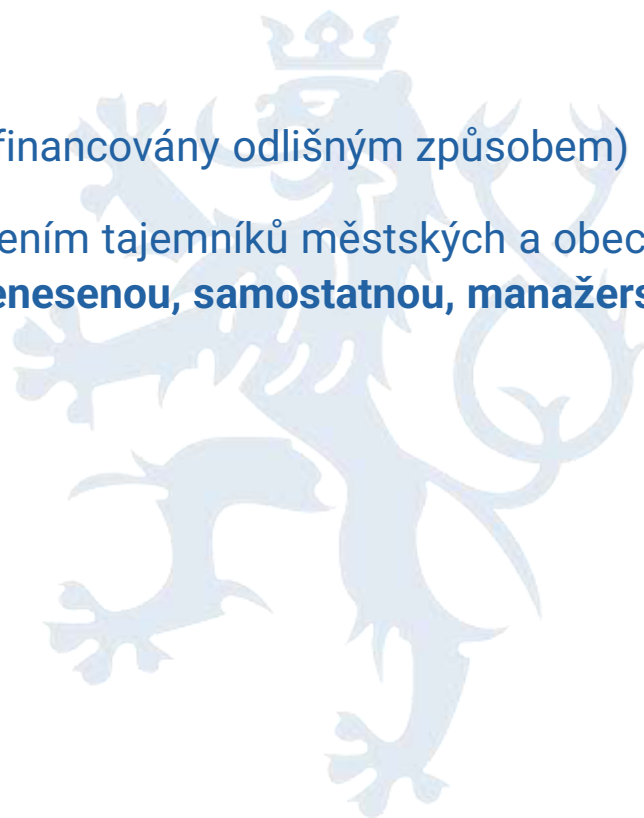 financovány odlišným způsobem)
ením tajemníků městských a obec
enesenou, samostatnou, manažers